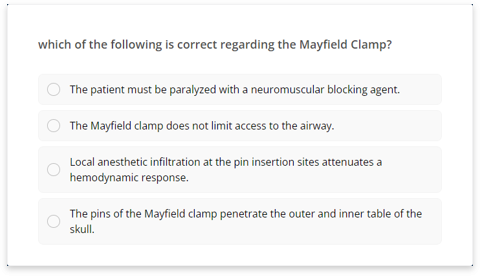 which of the following is correct regarding the Mayfield Clamp?
The patient must be paralyzed with a neuromuscular blocking agent.
The Mayfield clamp does not limit access to the airway.
Local anesthetic infiltration at the pin insertion sites attenuates a
hemodynamic response.
The pins of the Mayfield clamp penetrate the outer and inner table of the
skull.